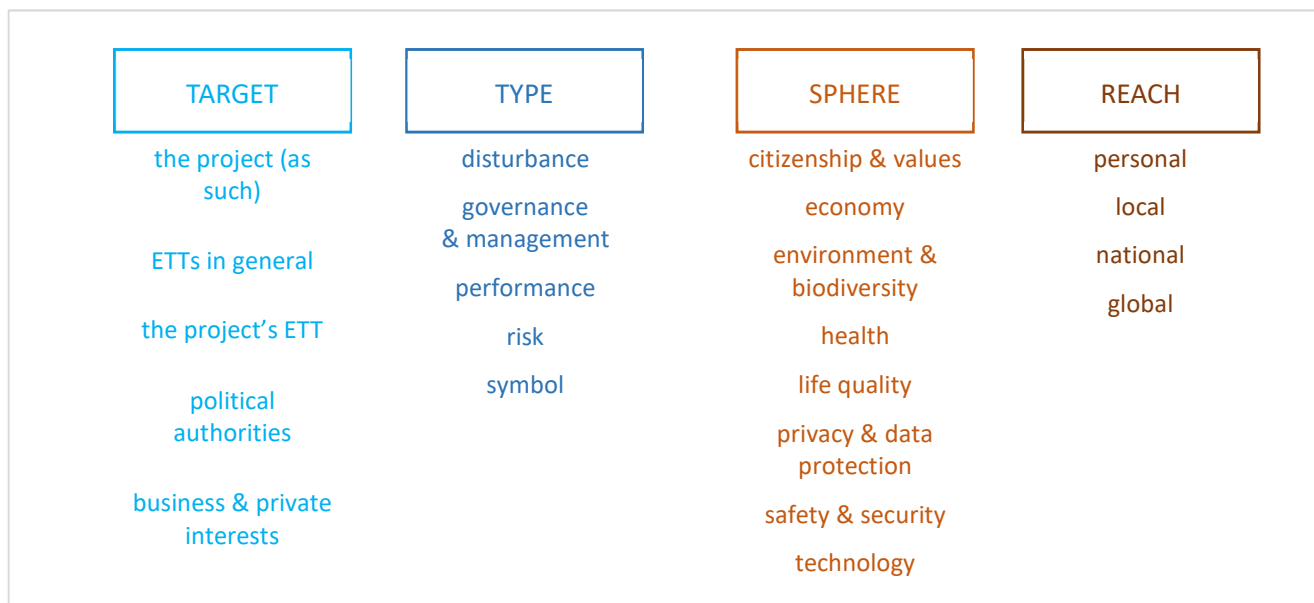 TARGET
the project (as
such)
ETTs in general
the project’s ETT
political
authorities
business & private
interests
TYPE
disturbance
governance
& management
performance
risk
symbol
SPHERE
citizenship & values
economy
environment &
biodiversity
health
life quality
privacy & data
protection
safety & security
technology
REACH
personal
local
national
global